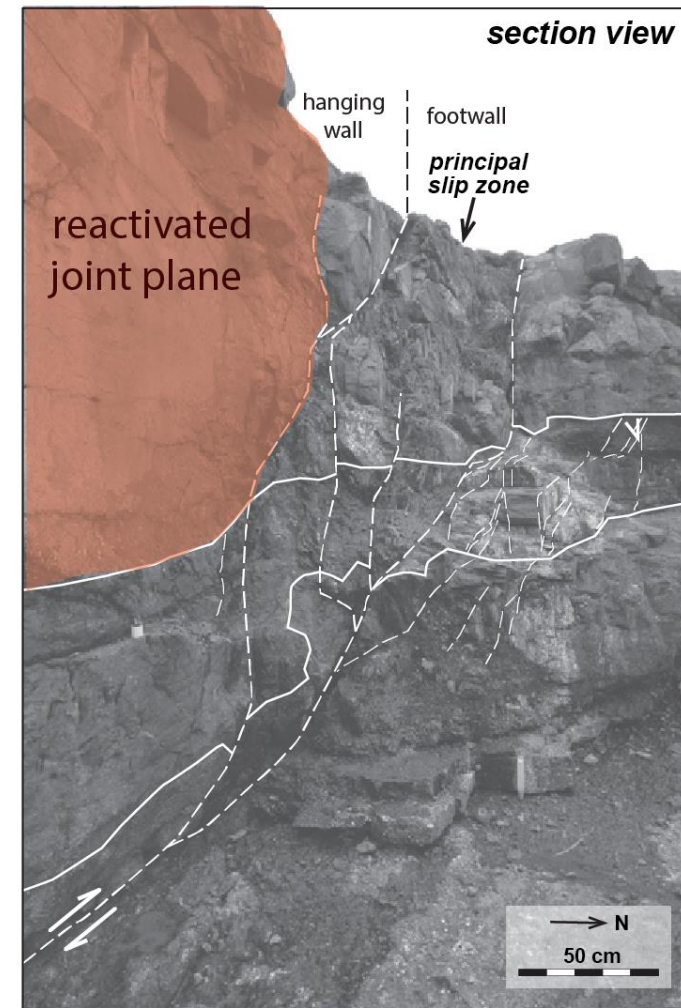 section view
hanging
wall
footwall
principal
slip zone
reactivated
joint plane
N
50 cm